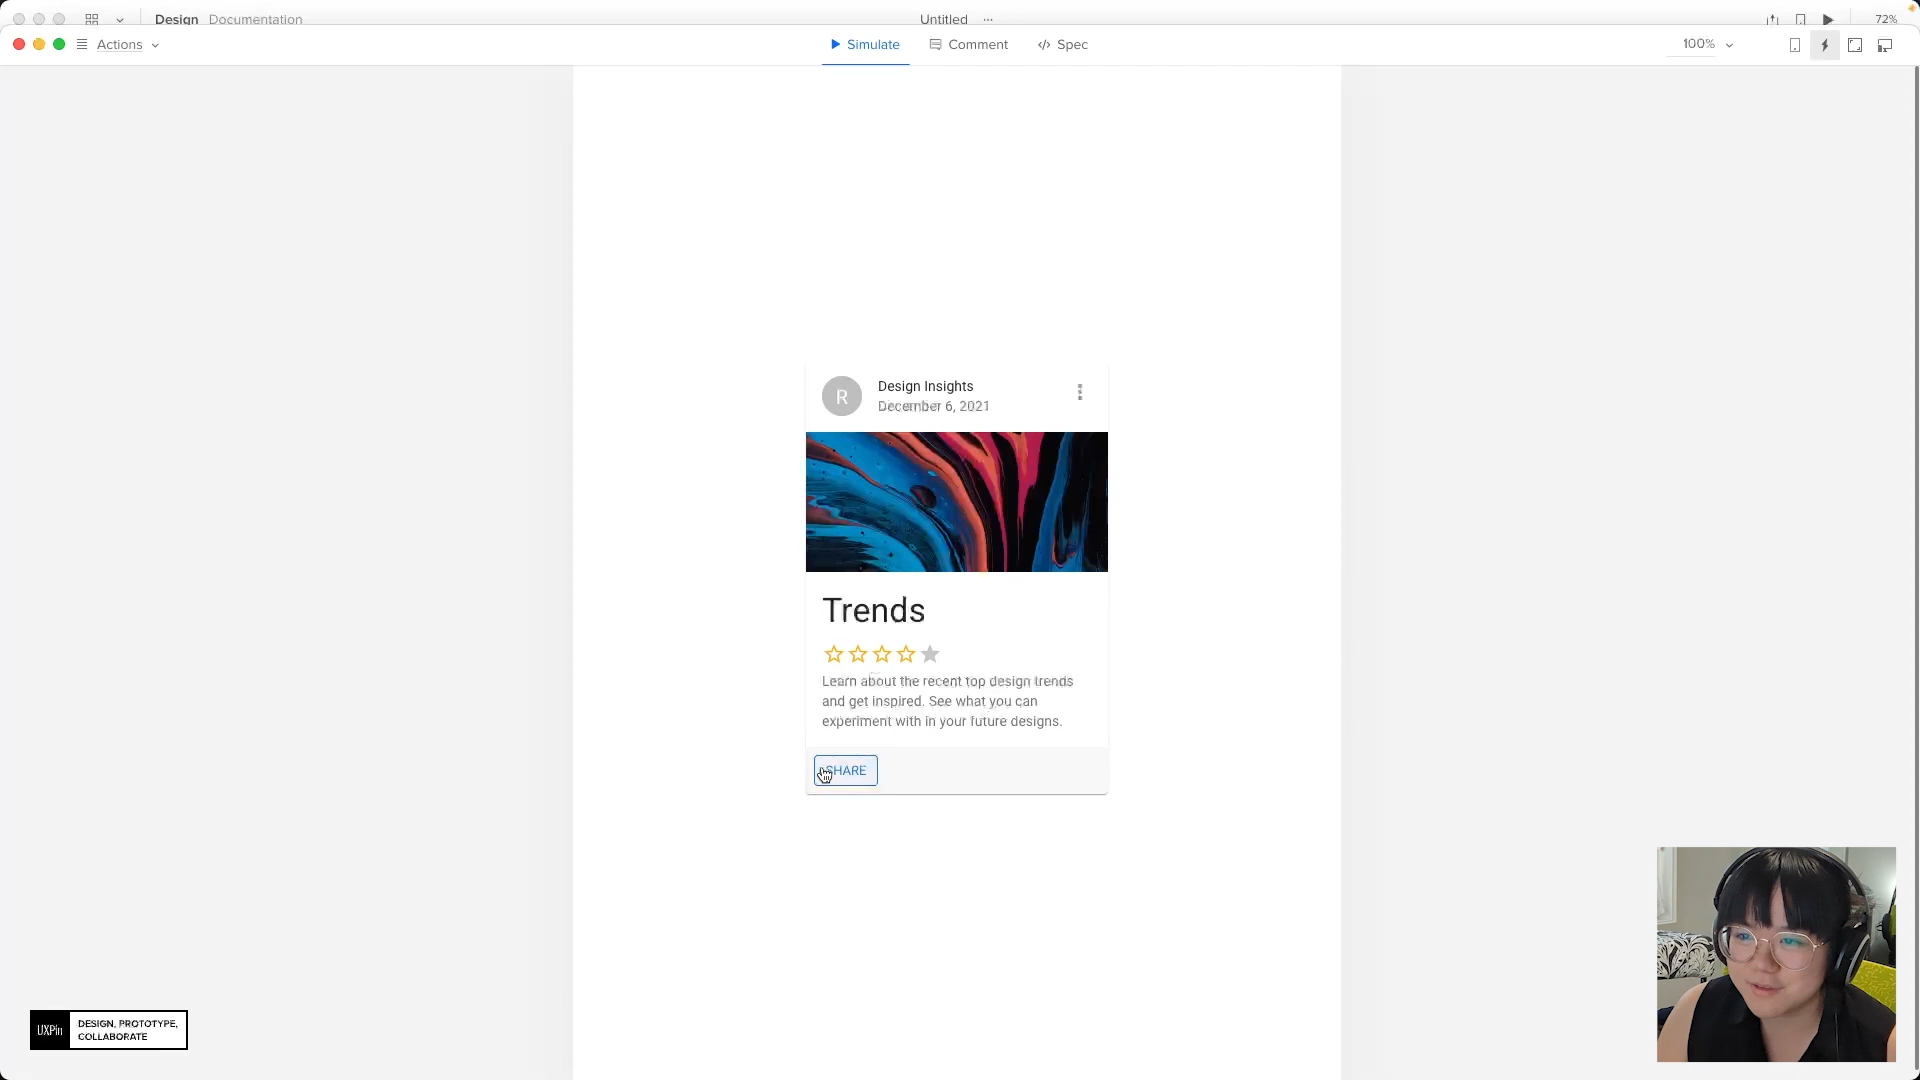 Design Documentation Untitled ... 72%
Actions Simulate Comment </> Spec 100%
R Design Insights
December 6, 2021
Trends
Learn about the recent top design trends
and get inspired. See what you can
experiment with in your future designs.
SHARE
UXPin DESIGN, PROTOTYPE,
COLLABORATE